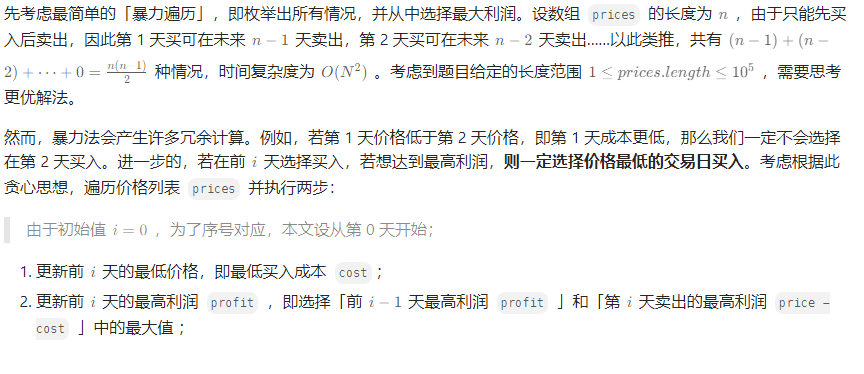 先考虑最简单的「暴力遍历」，即枚举出所有情况，并从中选择最大利润。设数组 prices 的长度为 n ，由于只能先买
入后卖出，因此第 1 天买可在未来 n − 1 天卖出，第 2 天买可在未来 n − 2 天卖出......以此类推，共有 (n − 1) + (n −
2) + ⋯ + 0 = n(n−1)/2 种情况，时间复杂度为 O(N²) 。考虑到题目给定的长度范围 1 ≤ prices.length ≤ 10⁵ ，需要思考
更优解法。
然而，暴力法会产生许多冗余计算。例如，若第 1 天价格低于第 2 天价格，即第 1 天成本更低，那么我们一定不会选择
在第 2 天买入。进一步的，若在前 i 天选择买入，若想达到最高利润，则一定选择价格最低的交易日买入。考虑根据此
贪心思想，遍历价格列表 prices 并执行两步：
由于初始值 i = 0 ，为了序号对应，本文设从第 0 天开始；
1. 更新前 i 天的最低价格，即最低买入成本 cost ；
2. 更新前 i 天的最高利润 profit ，即选择「前 i − 1 天最高利润 profit 」和「第 i 天卖出的最高利润 price -
cost 」中的最大值 ；